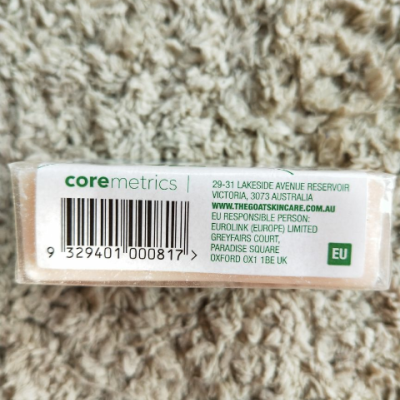 coremetrics
29-31 LAKESIDE AVENUE RESERVOIR
VICTORIA, 3073 AUSTRALIA
WWW.THEGOATSKINCARE.COM.AU
EU RESPONSIBLE PERSON:
EUROLINK (EUROPE) LIMITED
GREYFAIRS COURT,
PARADISE SQUARE
OXFORD OX1 1BE UK
9 329401 000817 >
EU